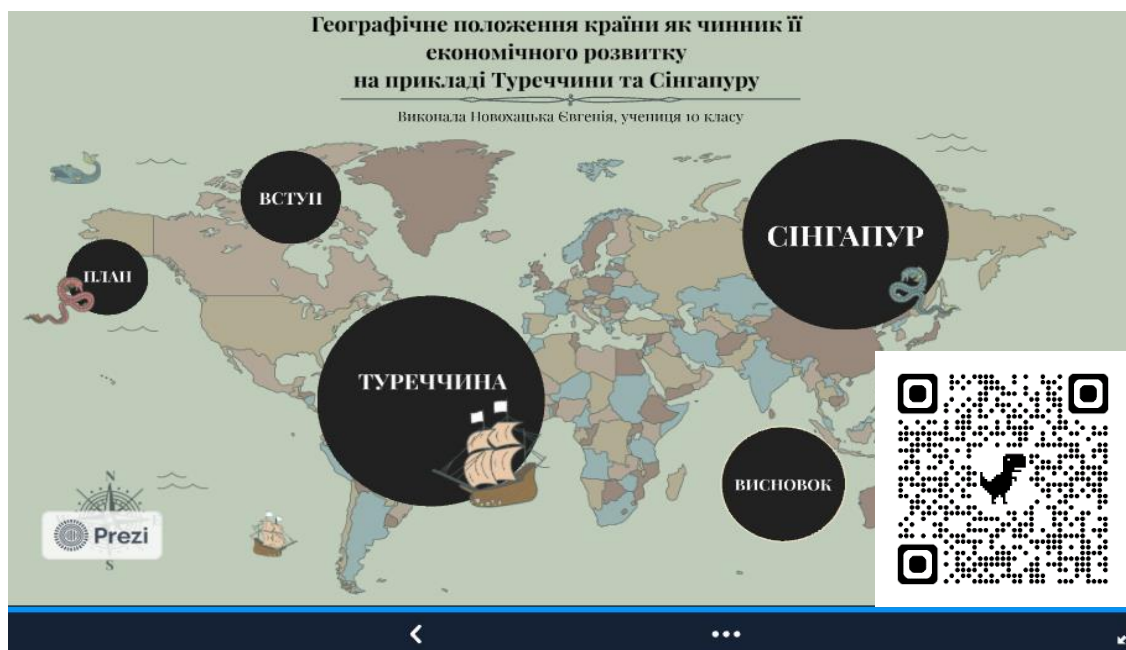 Географічне положення країни як чинник її
економічного розвитку
на прикладі Туреччини та Сінгапуру
Виконала Новохацька Євгенія, учениця 10 класу
ВСТУП
СІНГАПУР
ПЛАН
ТУРЕЧЧИНА
ВИСНОВОК
N
Prezi
S